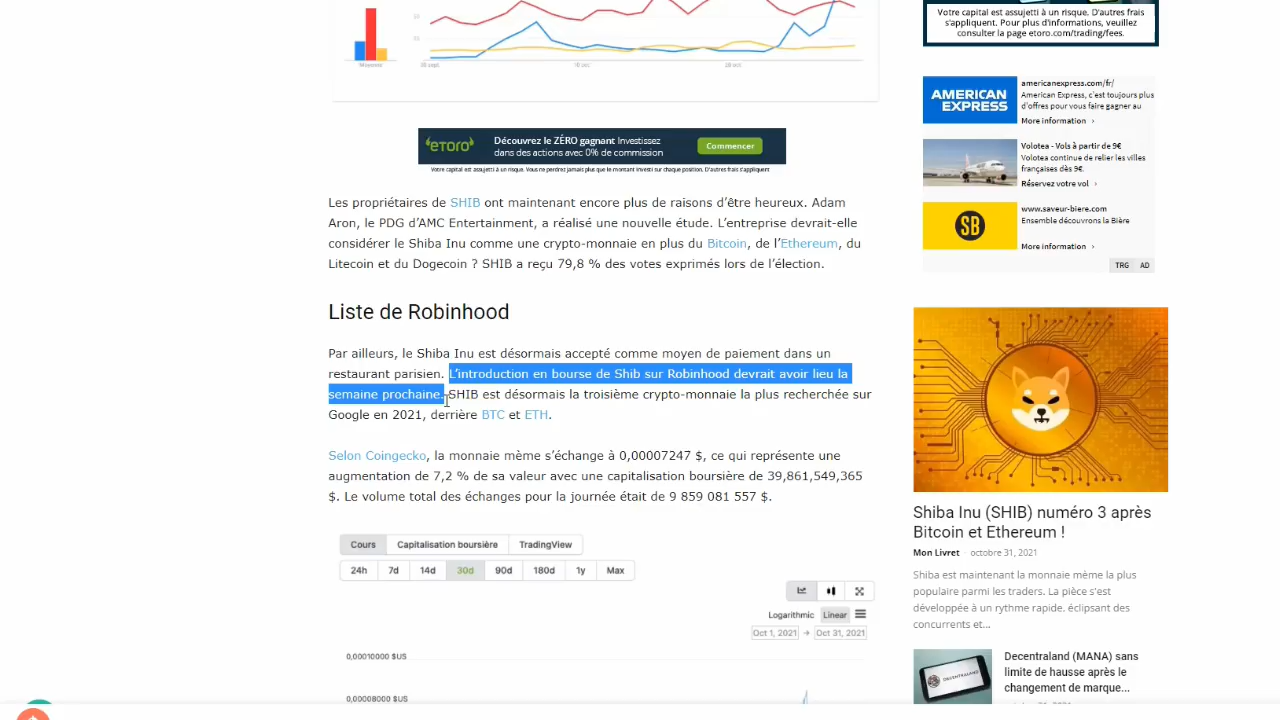 Votre capital est assujetti à un risque. D'autres frais
s'appliquent. Pour plus d'informations, veuillez
consulter la page etoro.com/trading/fees.
30 sept.
10 oct.
20 oct.
AMERICAN
EXPRESS
americanexpress.com/fr/
American Express, c'est toujours plus
d'offres pour vous faire gagner au
More information ›
eToro
Découvrez le ZÉRO gagnant Investissez
dans des actions avec 0% de commission
Commencer
Votre capital est assujetti à un risque. Vous ne perdrez jamais plus que le montant investi sur chaque position. D'autres frais s'appliquent
Volotea - Vols à partir de 9€
Volotea continue de relier les villes
françaises dès 9€.
Réservez votre vol ›
SB
www.saveur-biere.com
Ensemble découvrons la Bière
More information ›
TRG AD
Les propriétaires de SHIB ont maintenant encore plus de raisons d’être heureux. Adam
Aron, le PDG d’AMC Entertainment, a réalisé une nouvelle étude. L’entreprise devrait-elle
considérer le Shiba Inu comme une crypto-monnaie en plus du Bitcoin, de l’Ethereum, du
Litecoin et du Dogecoin ? SHIB a reçu 79,8 % des votes exprimés lors de l’élection.
Liste de Robinhood
Par ailleurs, le Shiba Inu est désormais accepté comme moyen de paiement dans un
restaurant parisien. L’introduction en bourse de Shib sur Robinhood devrait avoir lieu la
semaine prochaine. SHIB est désormais la troisième crypto-monnaie la plus recherchée sur
Google en 2021, derrière BTC et ETH.
Selon Coingecko, la monnaie mème s’échange à 0,00007247 $, ce qui représente une
augmentation de 7,2 % de sa valeur avec une capitalisation boursière de 39,861,549,365
$. Le volume total des échanges pour la journée était de 9 859 081 557 $.
Cours Capitalisation boursière TradingView
24h 7d 14d 30d 90d 180d 1y Max
Logarithmic Linear
Oct 1, 2021 → Oct 31, 2021
0,00010000 $US
0,00008000 $US
Shiba Inu (SHIB) numéro 3 après
Bitcoin et Ethereum !
Mon Livret - octobre 31, 2021
Shiba est maintenant la monnaie mème la plus
populaire parmi les traders. La pièce s'est
développée à un rythme rapide, éclipsant des
concurrents et...
DECENTRALAND
Decentraland (MANA) sans
limite de hausse après le
changement de marque...